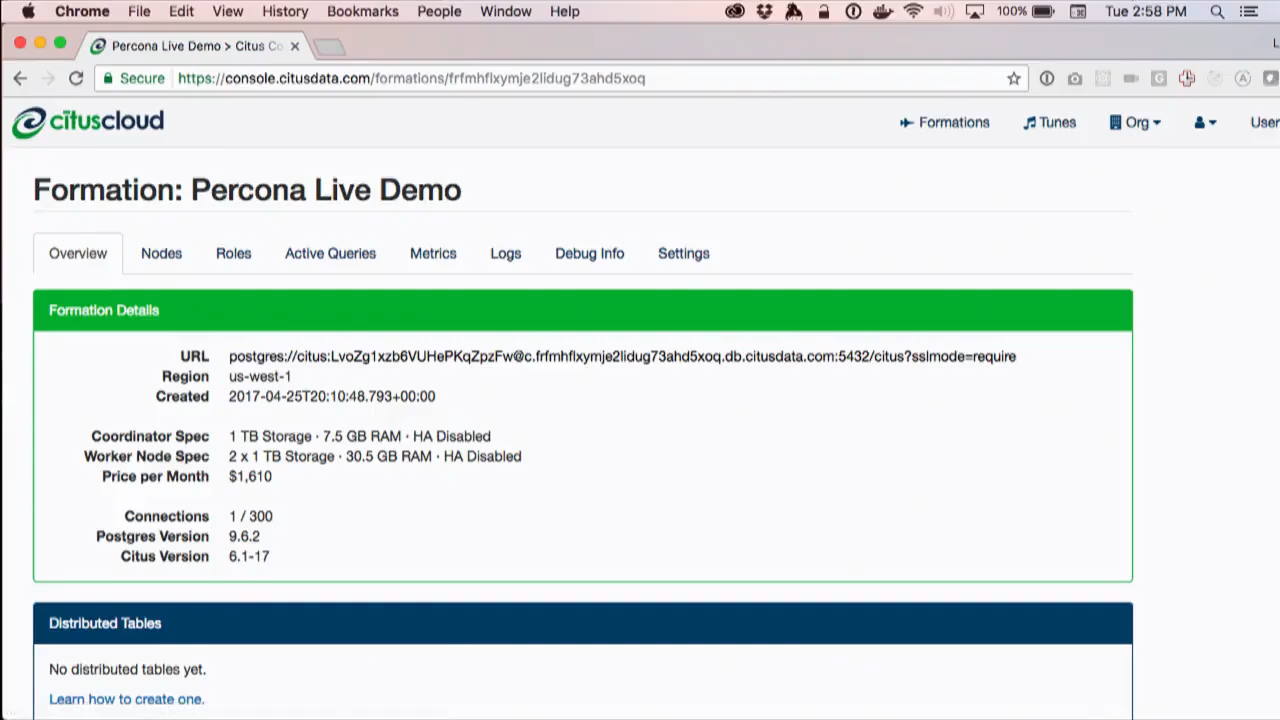 Chrome File Edit View History Bookmarks People Window Help 100% Tue 2:58 PM
Percona Live Demo > Citus Co
Secure https://console.citusdata.com/formations/frfmhflxymje2lidug73ahd5xoq
cituscloud Formations Tunes Org User
Formation: Percona Live Demo
Overview Nodes Roles Active Queries Metrics Logs Debug Info Settings
Formation Details
URL postgres://citus:LvoZg1xzb6VUHePKqZpzFw@c.frfmhflxymje2lidug73ahd5xoq.db.citusdata.com:5432/citus?sslmode=require
Region us-west-1
Created 2017-04-25T20:10:48.793+00:00
Coordinator Spec 1 TB Storage · 7.5 GB RAM · HA Disabled
Worker Node Spec 2 x 1 TB Storage · 30.5 GB RAM · HA Disabled
Price per Month $1,610
Connections 1 / 300
Postgres Version 9.6.2
Citus Version 6.1-17
Distributed Tables
No distributed tables yet.
Learn how to create one.